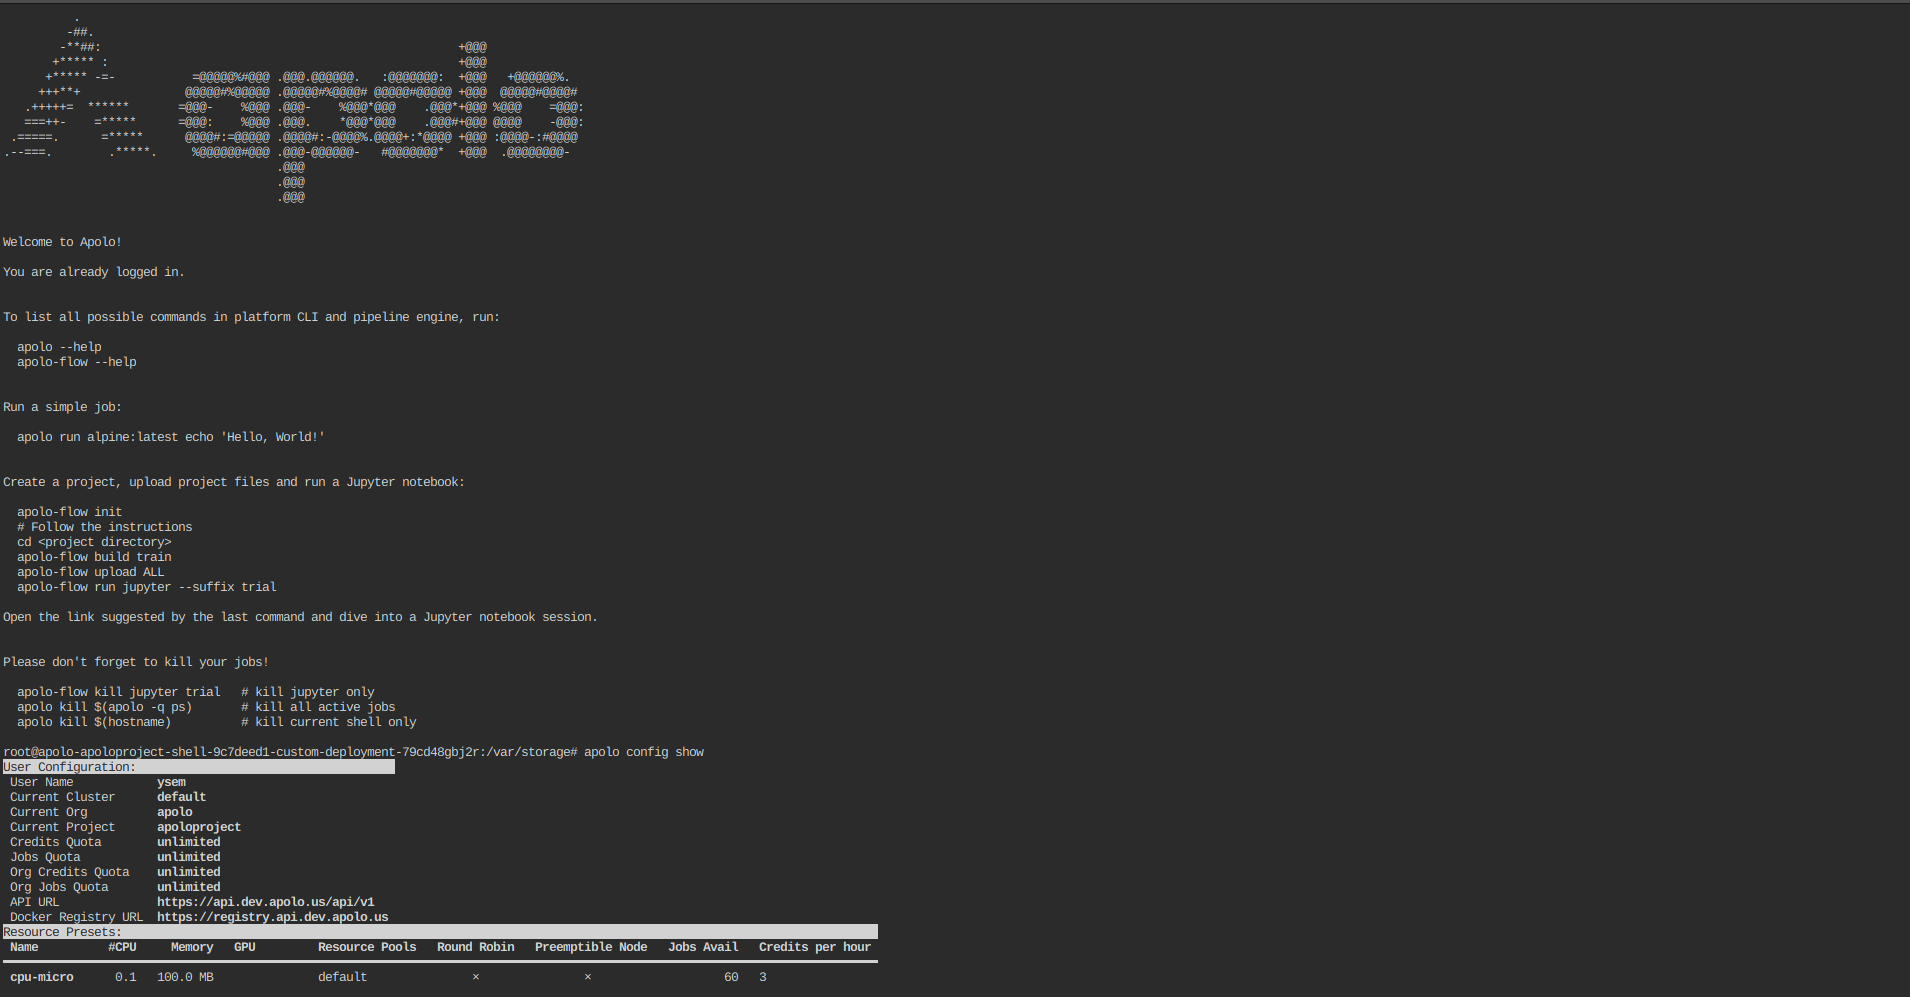 .
         -##.
        -**##:                                                   +@@@
       +***** :                                                  +@@@
      +***** -=-           =@@@@@%#@@@ .@@@.@@@@@@.   :@@@@@@@:  +@@@   +@@@@@@%.
     +++**+               @@@@@#%@@@@@ .@@@@@#%@@@@# @@@@@#@@@@@ +@@@  @@@@@#@@@@#
   .+++++=  ******       =@@@-    %@@@ .@@@-    %@@@*@@@    .@@@*+@@@ %@@@    =@@@:
   ===++-    =*****      =@@@:    %@@@ .@@@.    *@@@*@@@    .@@@#+@@@ @@@@    -@@@:
 .=====.      =*****      @@@@#:=@@@@@ .@@@@#:-@@@@%.@@@@+:*@@@@ +@@@ :@@@@-:#@@@@
.--===.        .*****.     %@@@@@@#@@@ .@@@-@@@@@@-   #@@@@@@@*  +@@@  .@@@@@@@@-
                                       .@@@
                                       .@@@
                                       .@@@
Welcome to Apolo!
You are already logged in.
To list all possible commands in platform CLI and pipeline engine, run:
  apolo --help
  apolo-flow --help
Run a simple job:
  apolo run alpine:latest echo 'Hello, World!'
Create a project, upload project files and run a Jupyter notebook:
  apolo-flow init
  # Follow the instructions
  cd <project directory>
  apolo-flow build train
  apolo-flow upload ALL
  apolo-flow run jupyter --suffix trial
Open the link suggested by the last command and dive into a Jupyter notebook session.
Please don't forget to kill your jobs!
  apolo-flow kill jupyter trial   # kill jupyter only
  apolo kill $(apolo -q ps)       # kill all active jobs
  apolo kill $(hostname)          # kill current shell only
root@apolo-apoloproject-shell-9c7deed1-custom-deployment-79cd48gbj2r:/var/storage# apolo config show
User Configuration:
 User Name            ysem
 Current Cluster      default
 Current Org          apolo
 Current Project      apoloproject
 Credits Quota        unlimited
 Jobs Quota           unlimited
 Org Credits Quota    unlimited
 Org Jobs Quota       unlimited
 API URL              https://api.dev.apolo.us/api/v1
 Docker Registry URL  https://registry.api.dev.apolo.us
Resource Presets:
 Name          #CPU     Memory   GPU         Resource Pools   Round Robin   Preemptible Node   Jobs Avail   Credits per hour
 cpu-micro      0.1   100.0 MB               default               ×               ×                   60   3